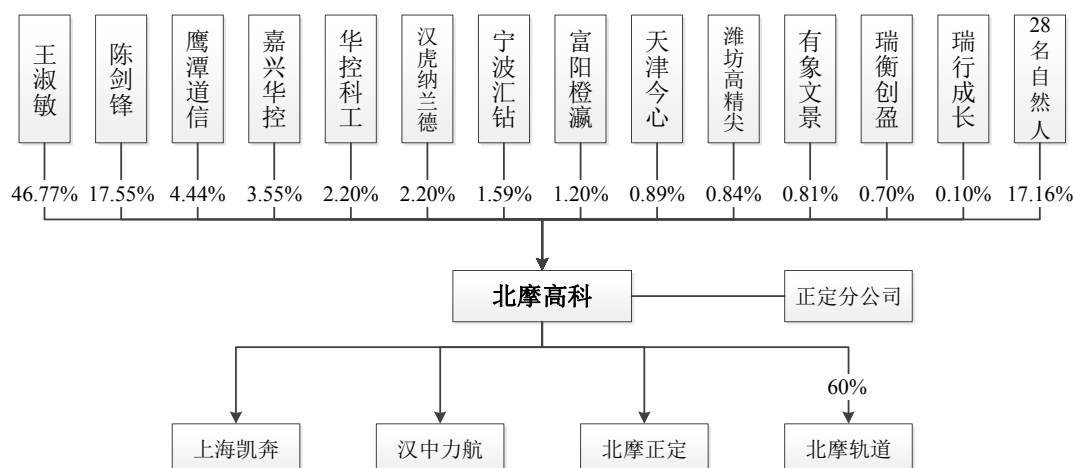 王淑敏
陈剑锋
鹰潭道信
嘉兴华控
华控科工
汉虎纳兰德
宁波汇钻
富阳橙瀛
天津今心
潍坊高精尖
有象文景
瑞衡创盈
瑞行成长
28名自然人
46.77%
17.55%
4.44%
3.55%
2.20%
2.20%
1.59%
1.20%
0.89%
0.84%
0.81%
0.70%
0.10%
17.16%
北摩高科
正定分公司
60%
上海凯奔
汉中力航
北摩正定
北摩轨道